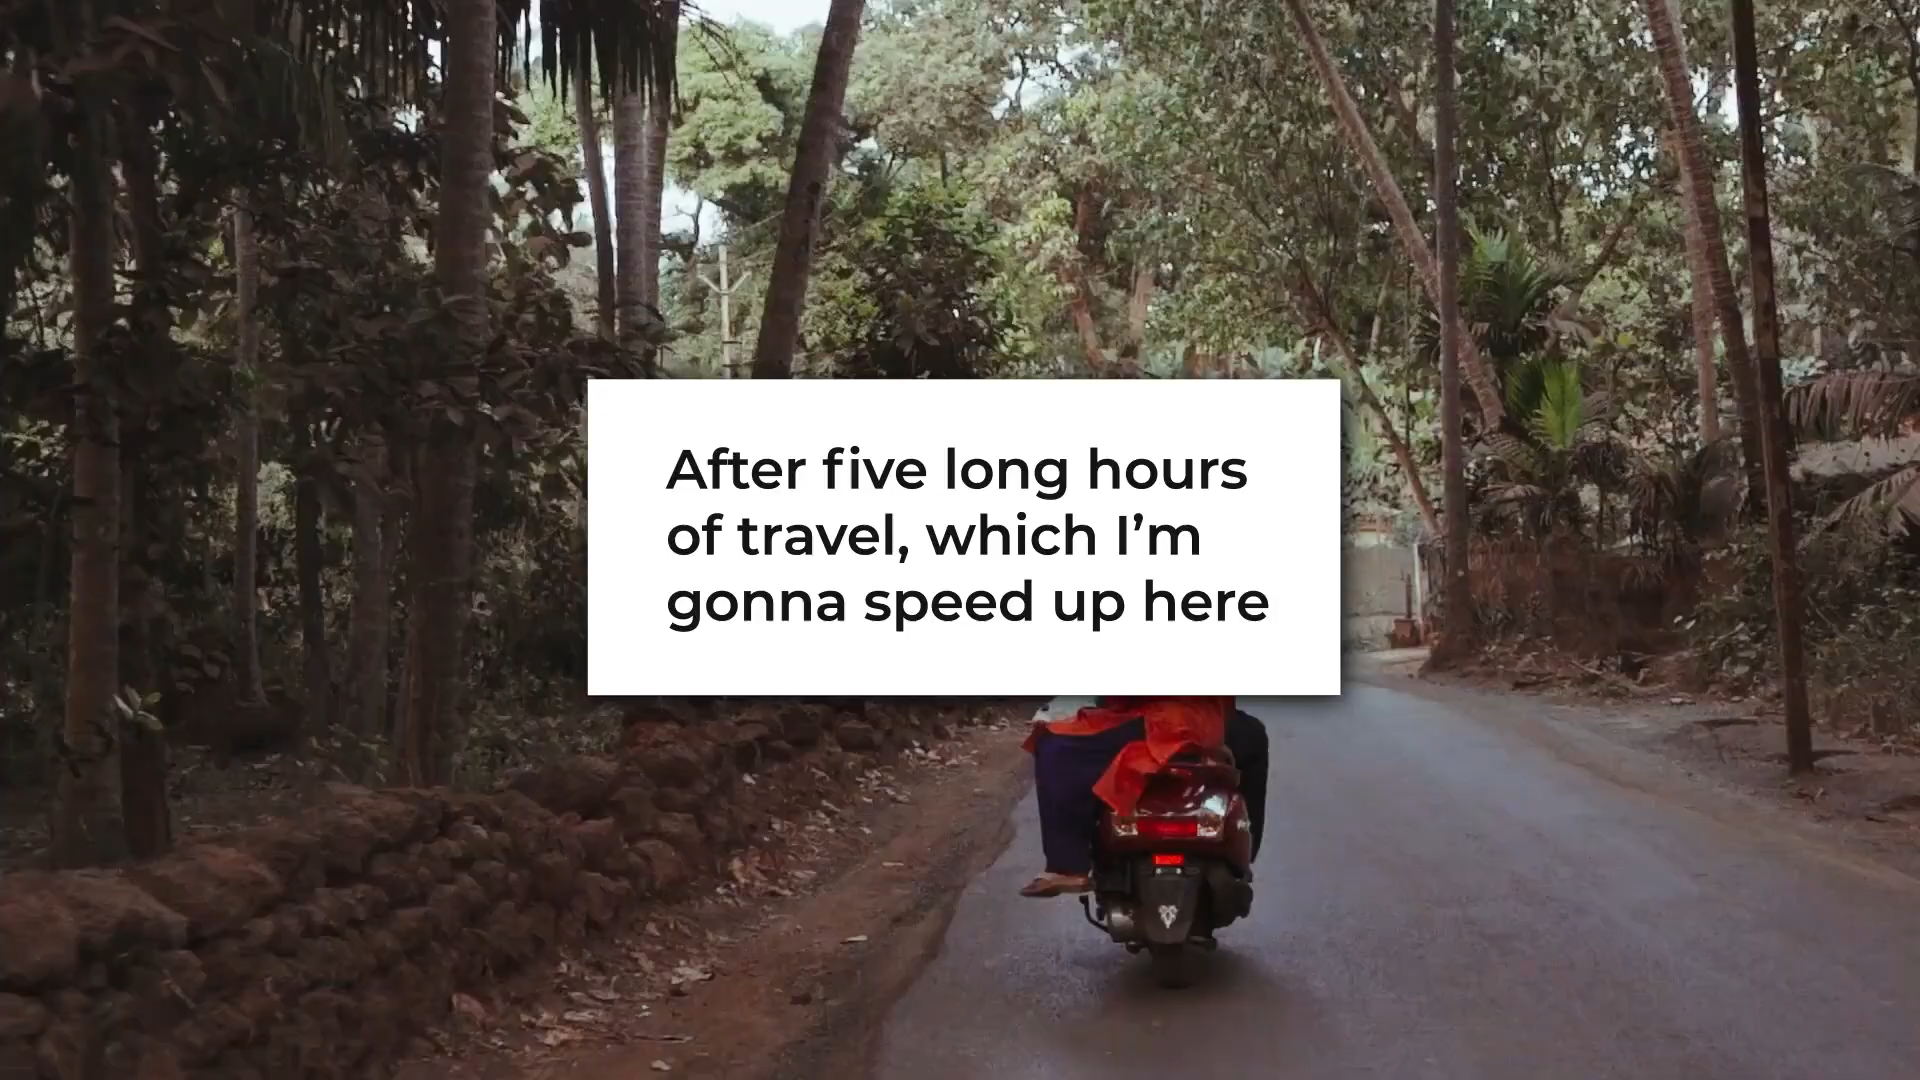 After five long hours
of travel, which I’m
gonna speed up here